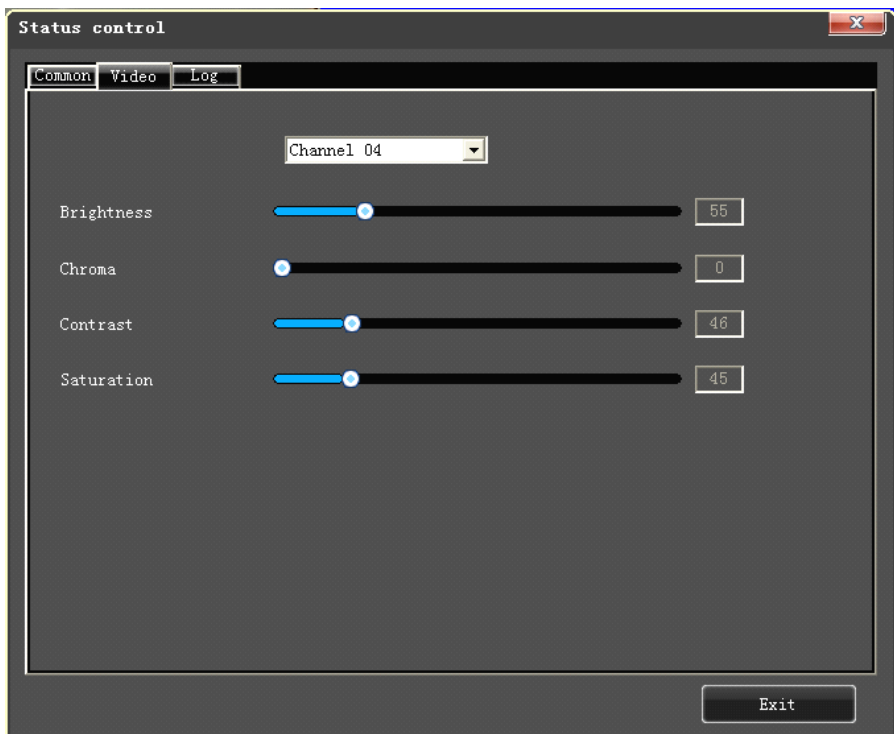 Status control
Common Video Log
Channel 04
Brightness 55
Chroma 0
Contrast 46
Saturation 45
Exit